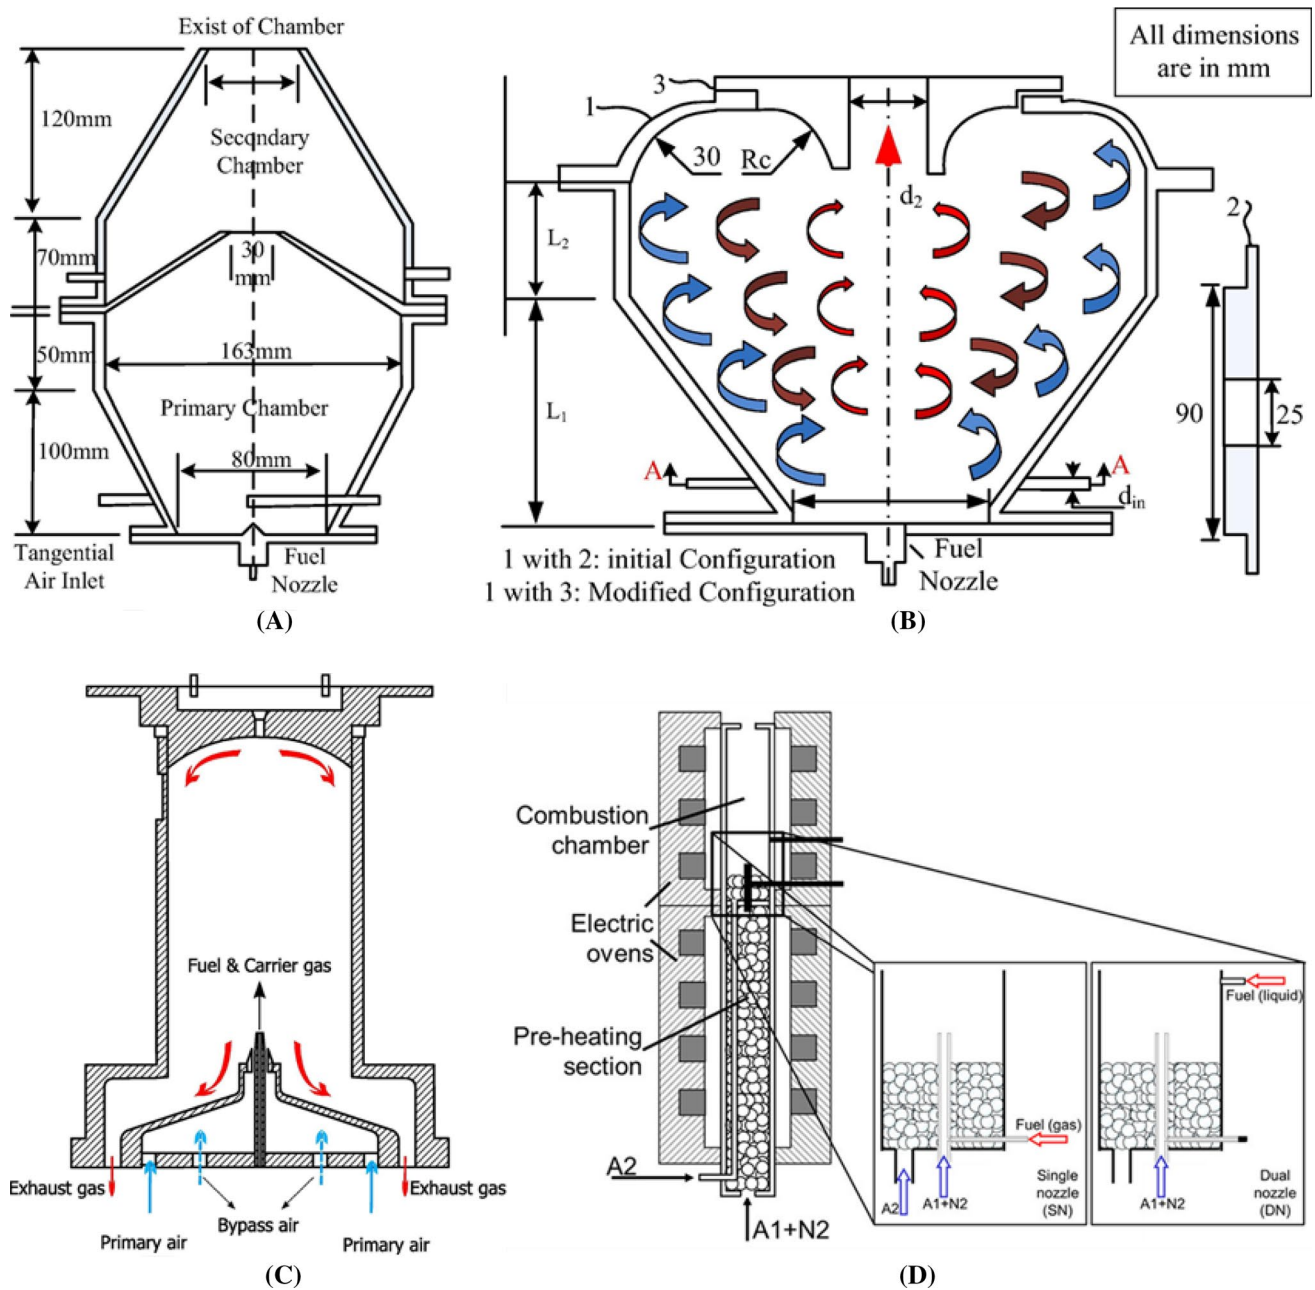 Exist of Chamber
120mm
Secondary
Chamber
70mm
30
mm
50mm
163mm
Primary Chamber
100mm
80mm
Tangential
Air Inlet
Fuel
Nozzle
(A)
All dimensions
are in mm
3
1
30
Rc
d2
L2
2
L1
90
25
A
A
din
Fuel
Nozzle
1 with 2: initial Configuration
1 with 3: Modified Configuration
(B)
Fuel & Carrier gas
Exhaust gas
Exhaust gas
Bypass air
Primary air
Primary air
(C)
Combustion
chamber
Electric
ovens
Pre-heating
section
A2
A1+N2
Fuel (gas)
A2
A1+N2
Single
nozzle
(SN)
Fuel (liquid)
A1+N2
Dual
nozzle
(DN)
(D)